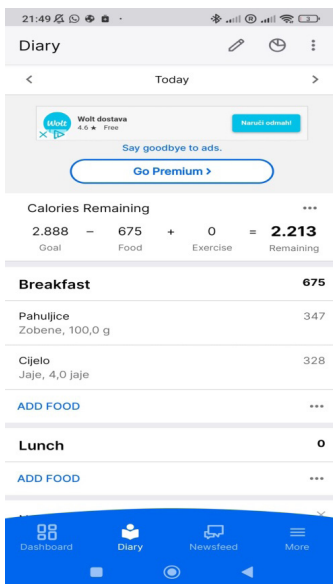 21:49
Diary
Today
Wolt
Wolt dostava
4.6 ★ Free
Naruči odmah!
Say goodbye to ads.
Go Premium >
Calories Remaining
2.888 – 675 + 0 = 2.213
Goal Food Exercise Remaining
Breakfast 675
Pahuljice 347
Zobene, 100,0 g
Cijelo 328
Jaje, 4,0 jaje
ADD FOOD
Lunch 0
ADD FOOD
Dashboard Diary Newsfeed More